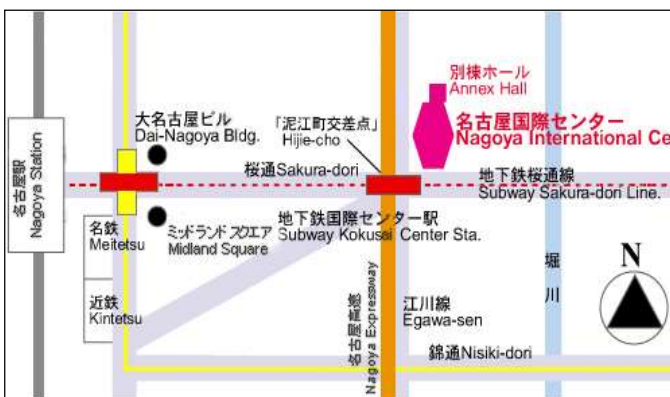 別棟ホール
Annex Hall
名古屋国際センター
Nagoya International Ce
大名古屋ビル
Dai-Nagoya Bldg.
「泥江町交差点」
Hijie-cho
桜通Sakura-dori
地下鉄桜通線
Subway Sakura-dori Line.
名古屋駅
Nagoya Station
名鉄
Meitetsu
ミッドランドスクエア
Midland Square
地下鉄国際センター駅
Subway Kokusai Center Sta.
近鉄
Kintetsu
名古屋高速
Nagoya Expressway
江川線
Egawa-sen
堀川
N
錦通Nisiki-dori